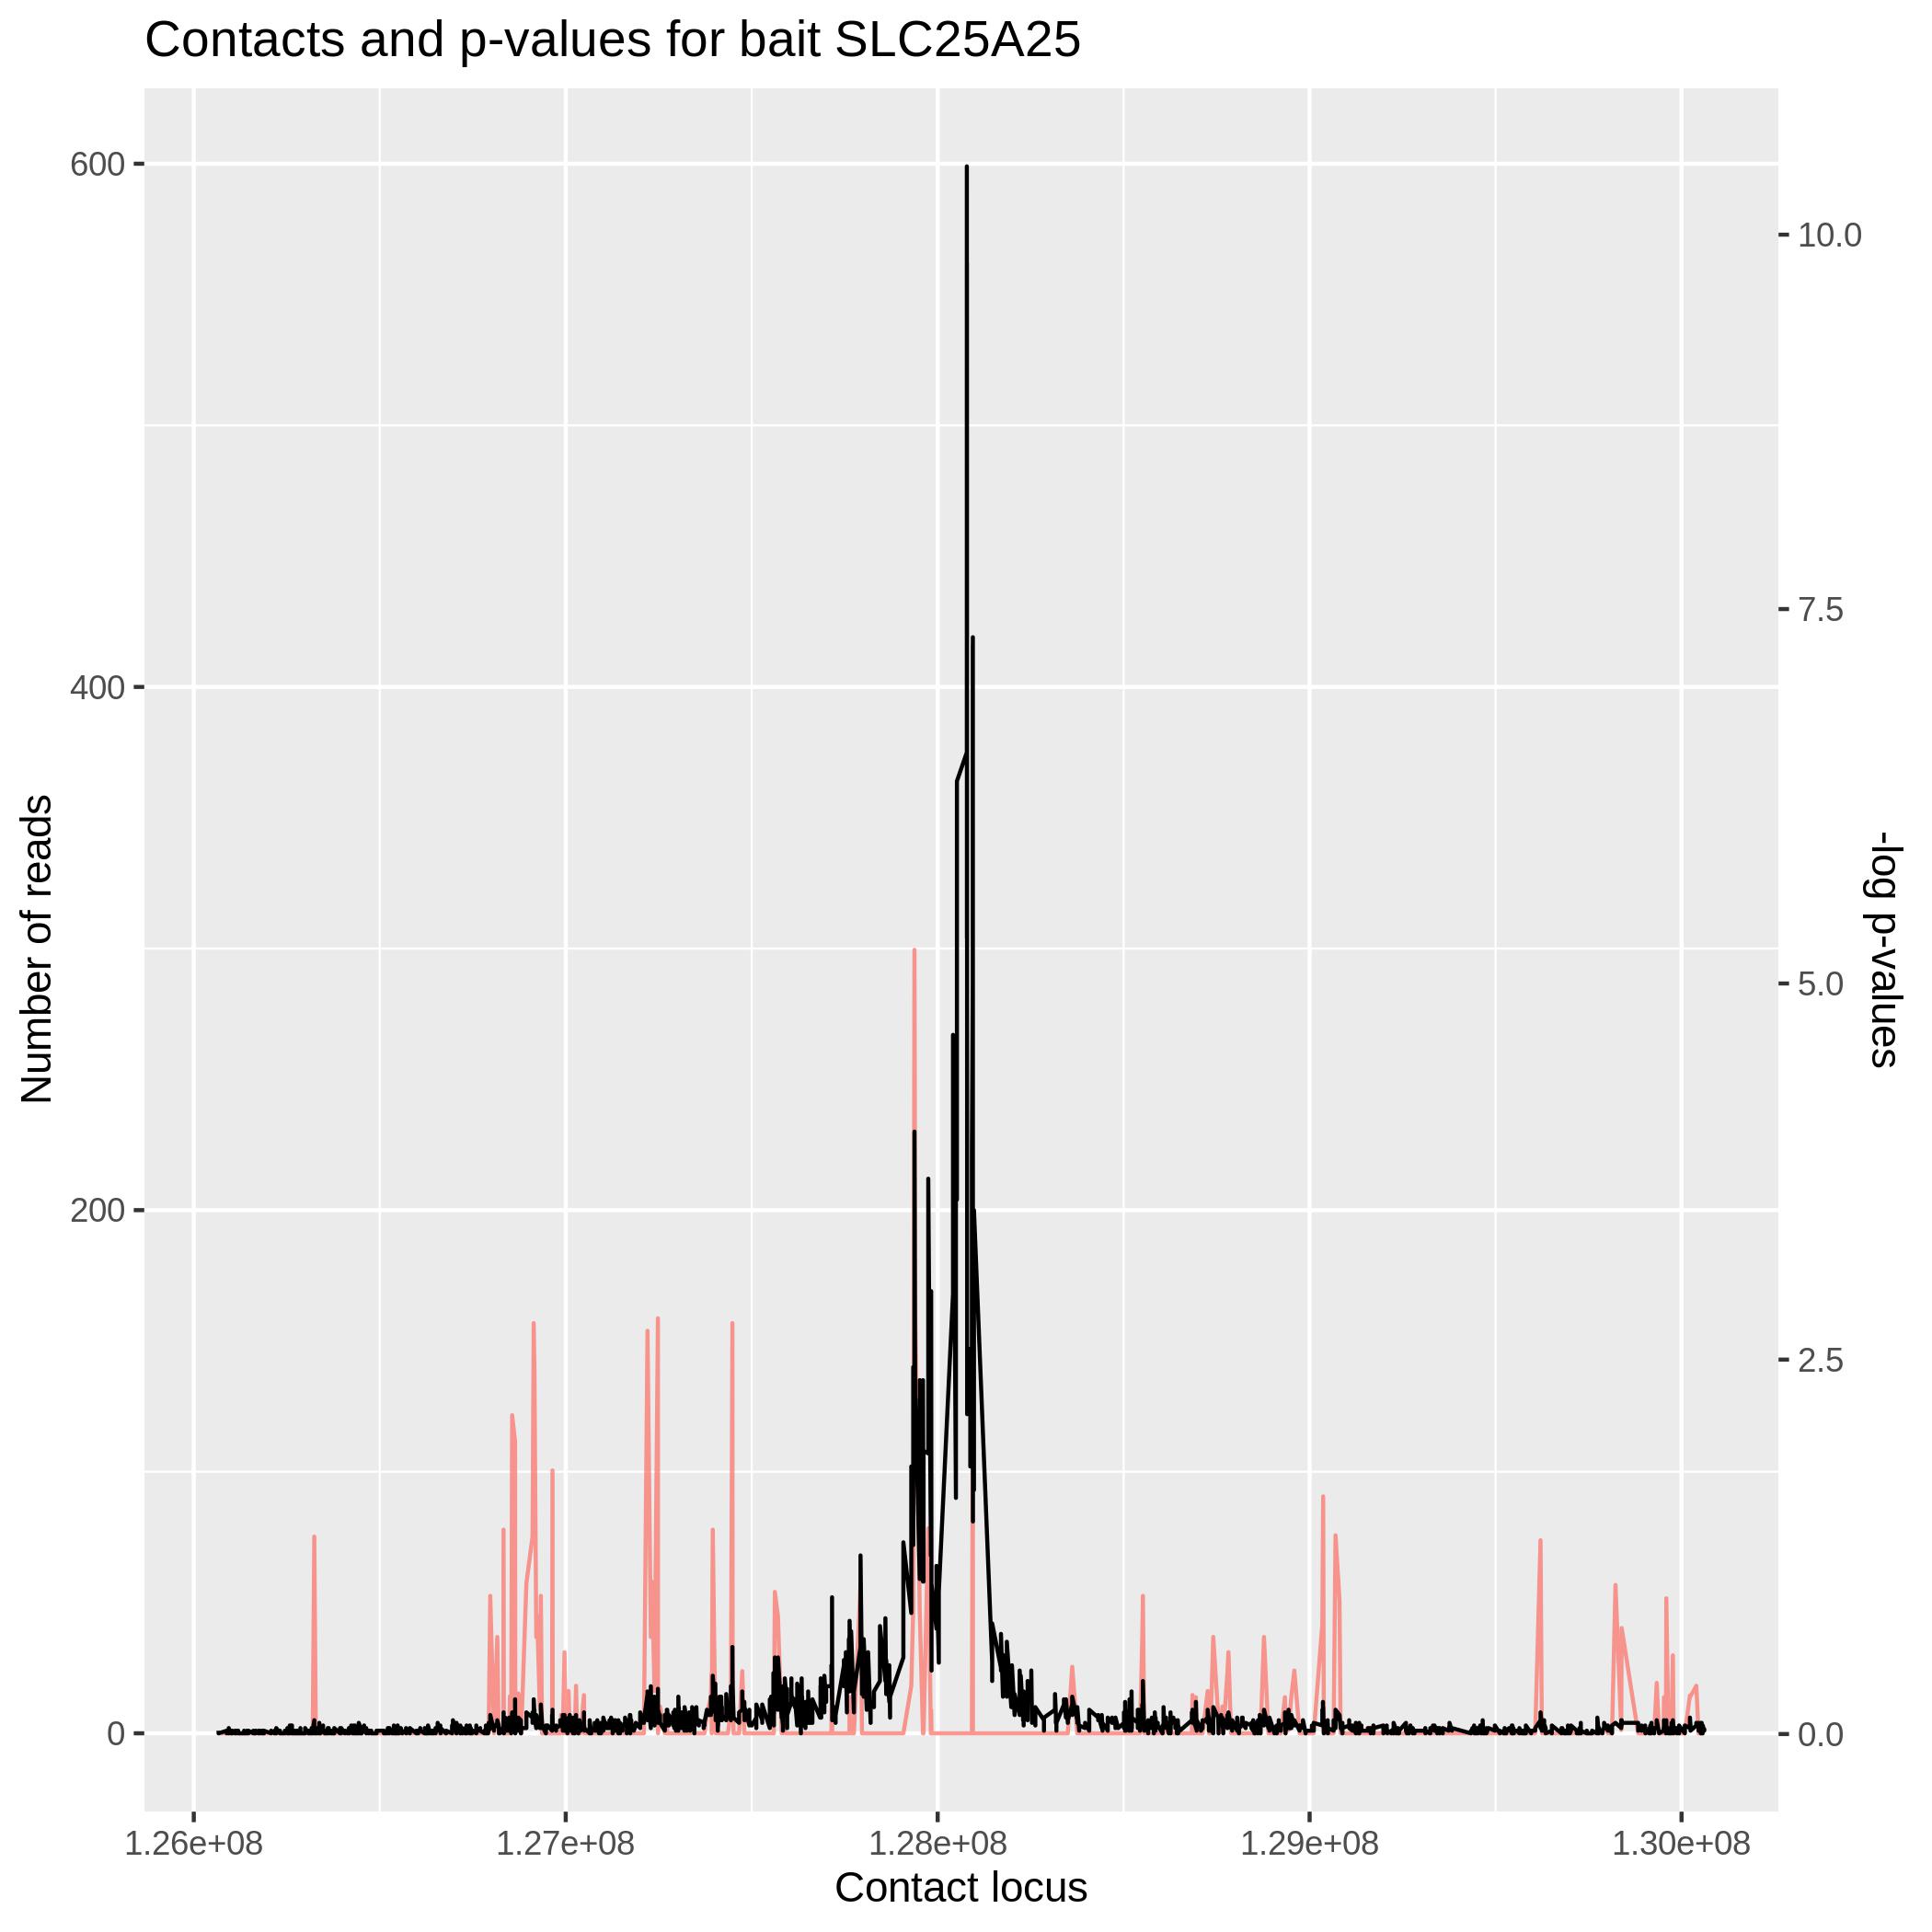 Contacts and p-values for bait SLC25A25
600
400
200
0
Number of reads
10.0
7.5
5.0
2.5
0.0
-log p-values
1.26e+08
1.27e+08
1.28e+08
1.29e+08
1.30e+08
Contact locus